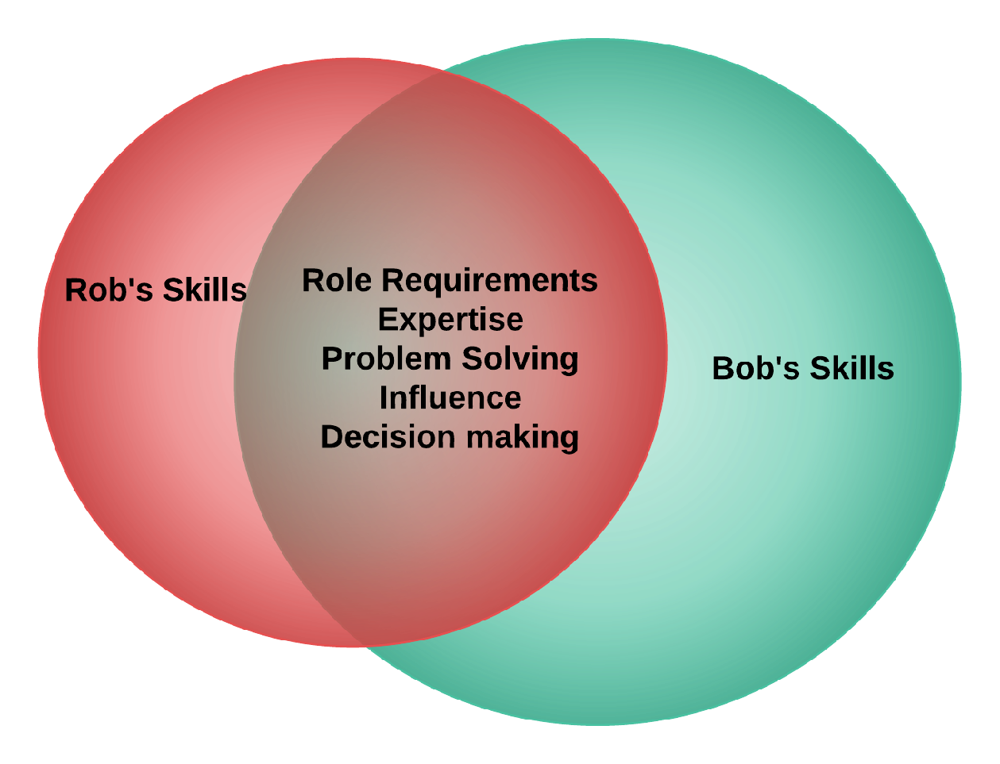 Rob's Skills
Role Requirements
Expertise
Problem Solving
Influence
Decision making
Bob's Skills